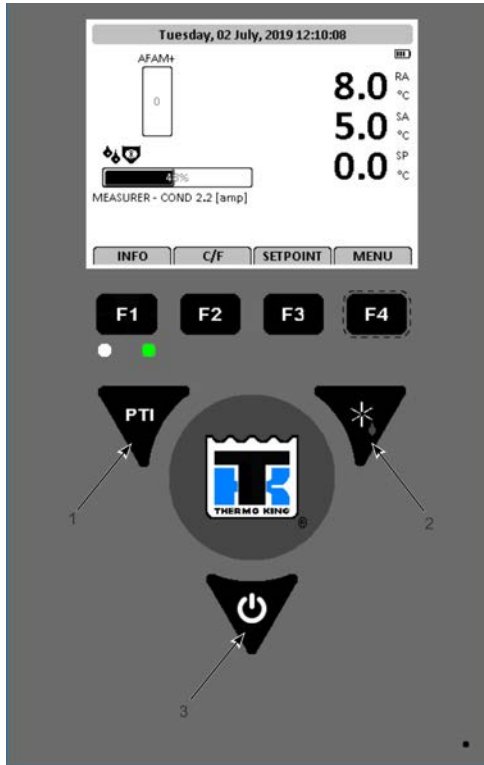 Tuesday, 02 July, 2019 12:10:08
AFAM+
0
8.0 RA °C
5.0 SA °C
0.0 SP °C
48%
MEASURER - COND 2.2 [amp]
INFO C/F SETPOINT MENU
F1 F2 F3 F4
PTI
1
2
THERMO KING
®
3